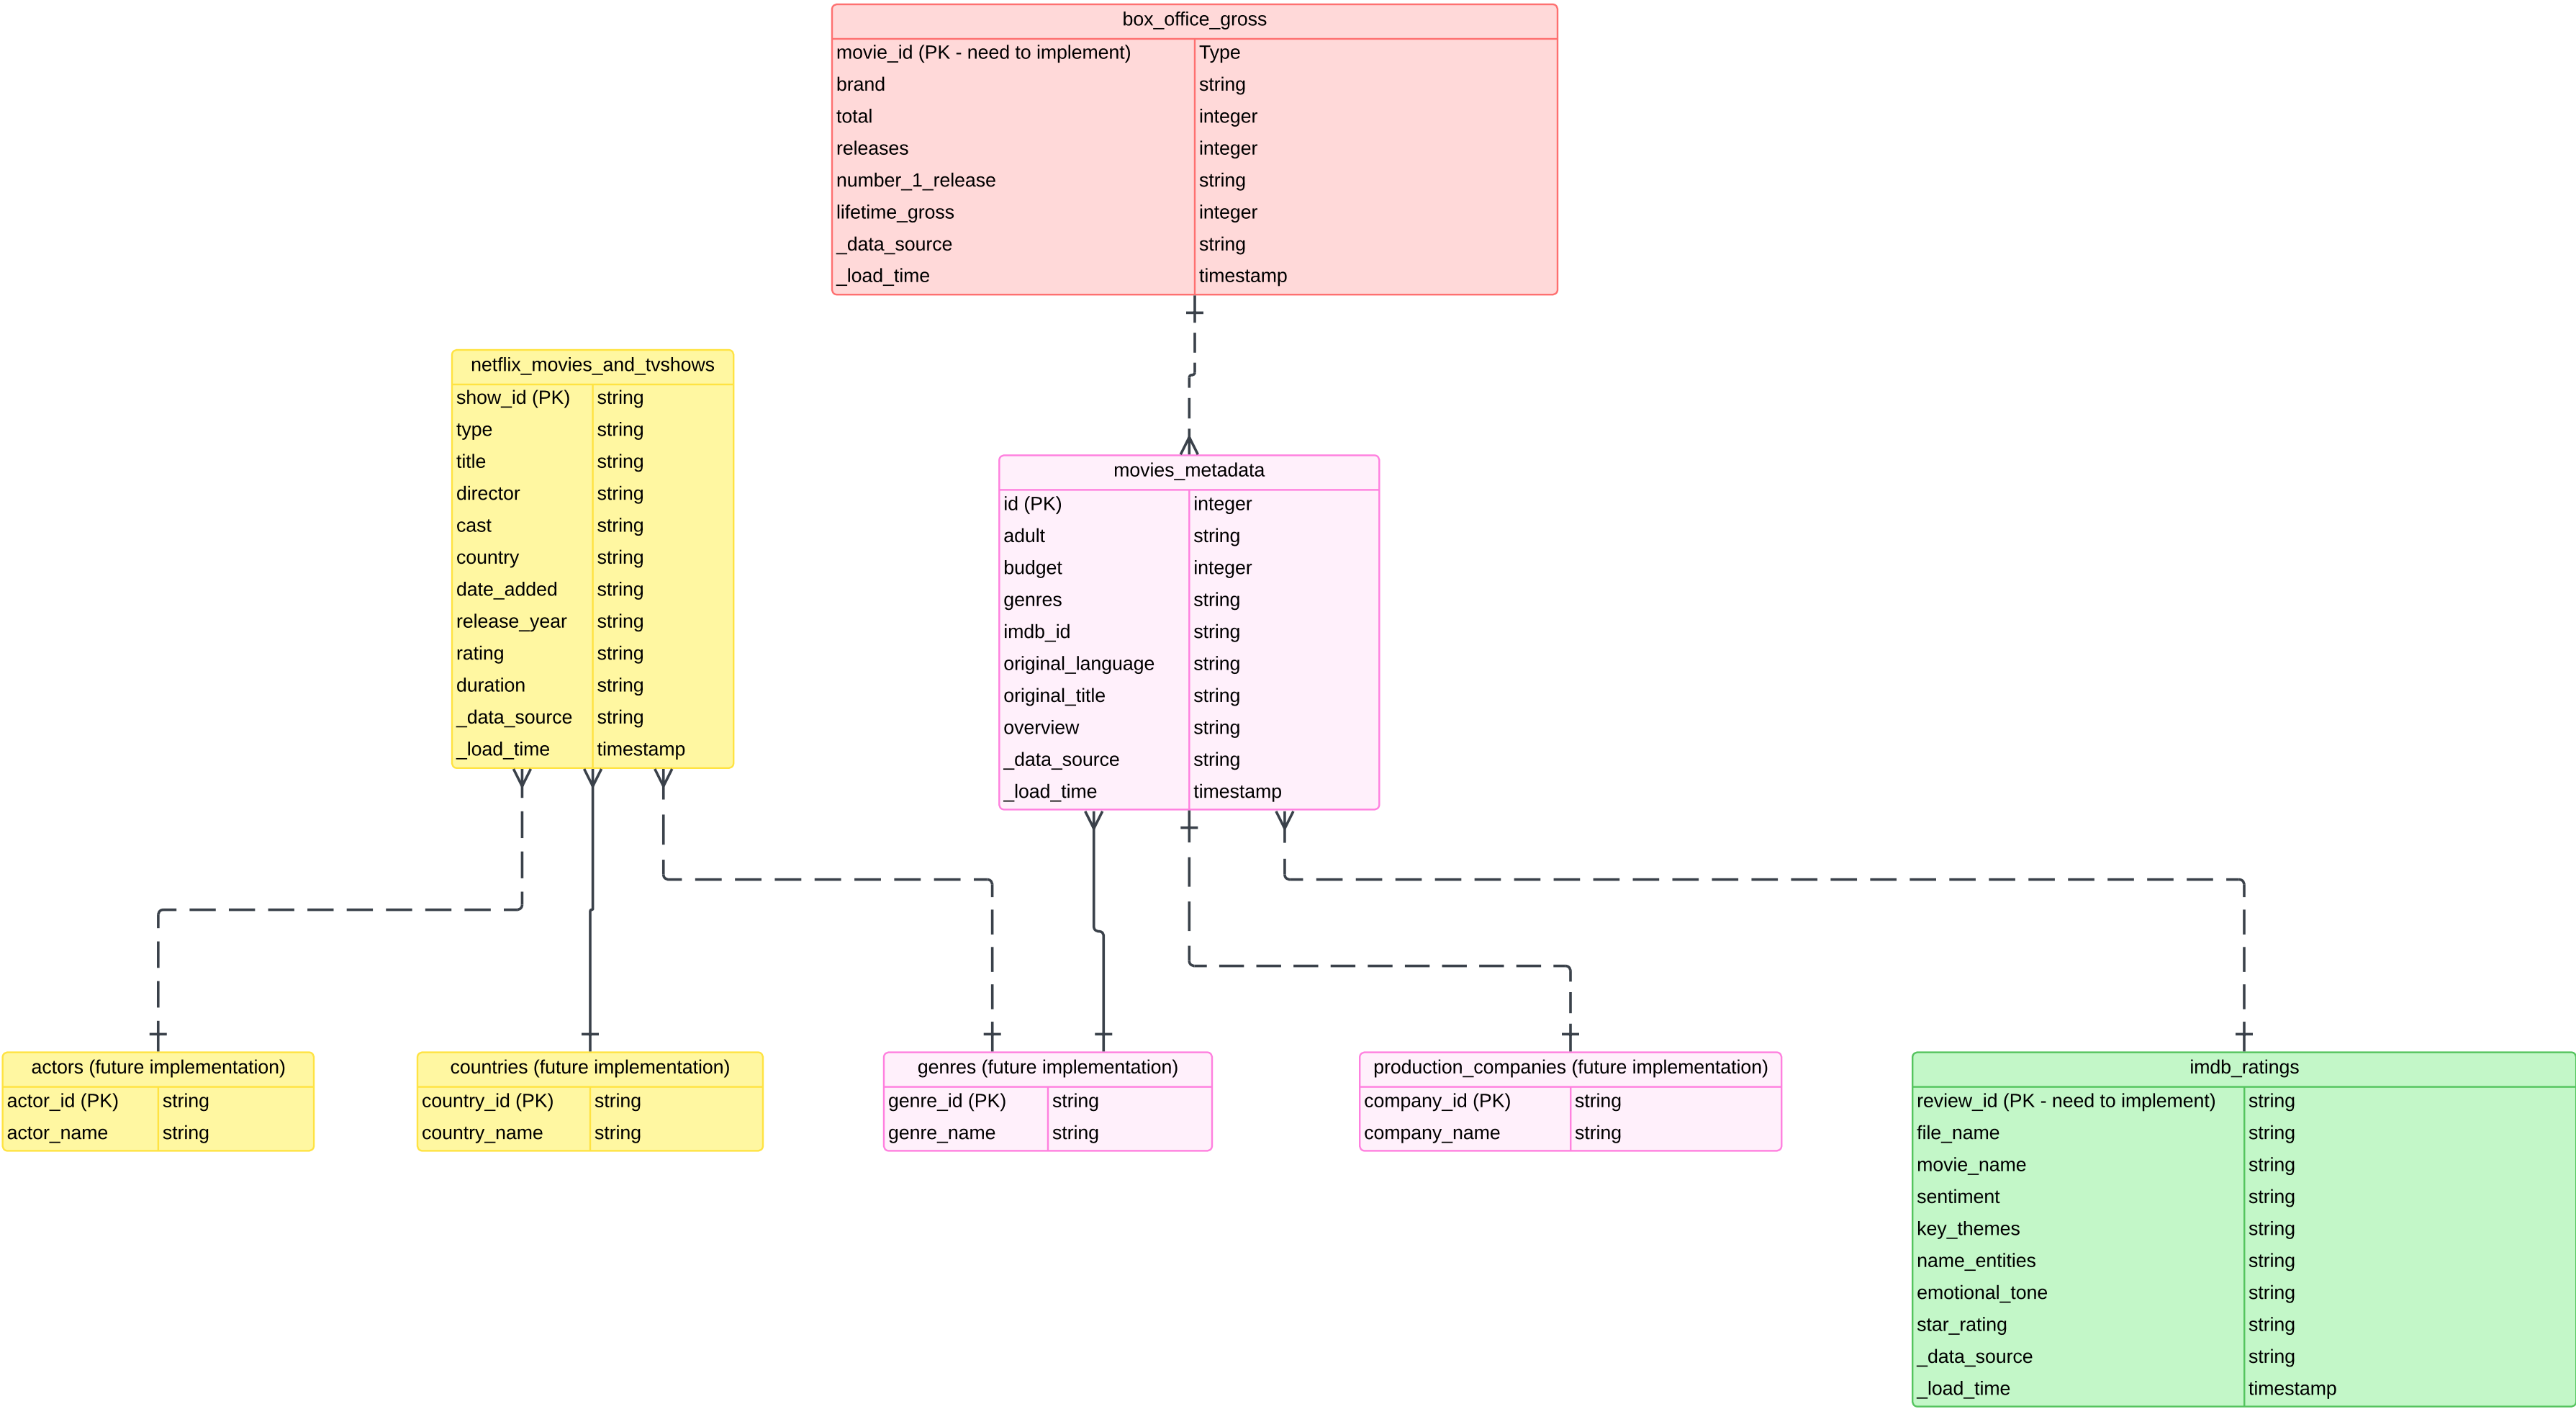 box_office_gross
movie_id (PK - need to implement) Type
brand string
total integer
releases integer
number_1_release string
lifetime_gross integer
_data_source string
_load_time timestamp
netflix_movies_and_tvshows
show_id (PK) string
type string
title string
director string
cast string
country string
date_added string
release_year string
rating string
duration string
_data_source string
_load_time timestamp
movies_metadata
id (PK) integer
adult string
budget integer
genres string
imdb_id string
original_language string
original_title string
overview string
_data_source string
_load_time timestamp
actors (future implementation)
actor_id (PK) string
actor_name string
countries (future implementation)
country_id (PK) string
country_name string
genres (future implementation)
genre_id (PK) string
genre_name string
production_companies (future implementation)
company_id (PK) string
company_name string
imdb_ratings
review_id (PK - need to implement) string
file_name string
movie_name string
sentiment string
key_themes string
name_entities string
emotional_tone string
star_rating string
_data_source string
_load_time timestamp